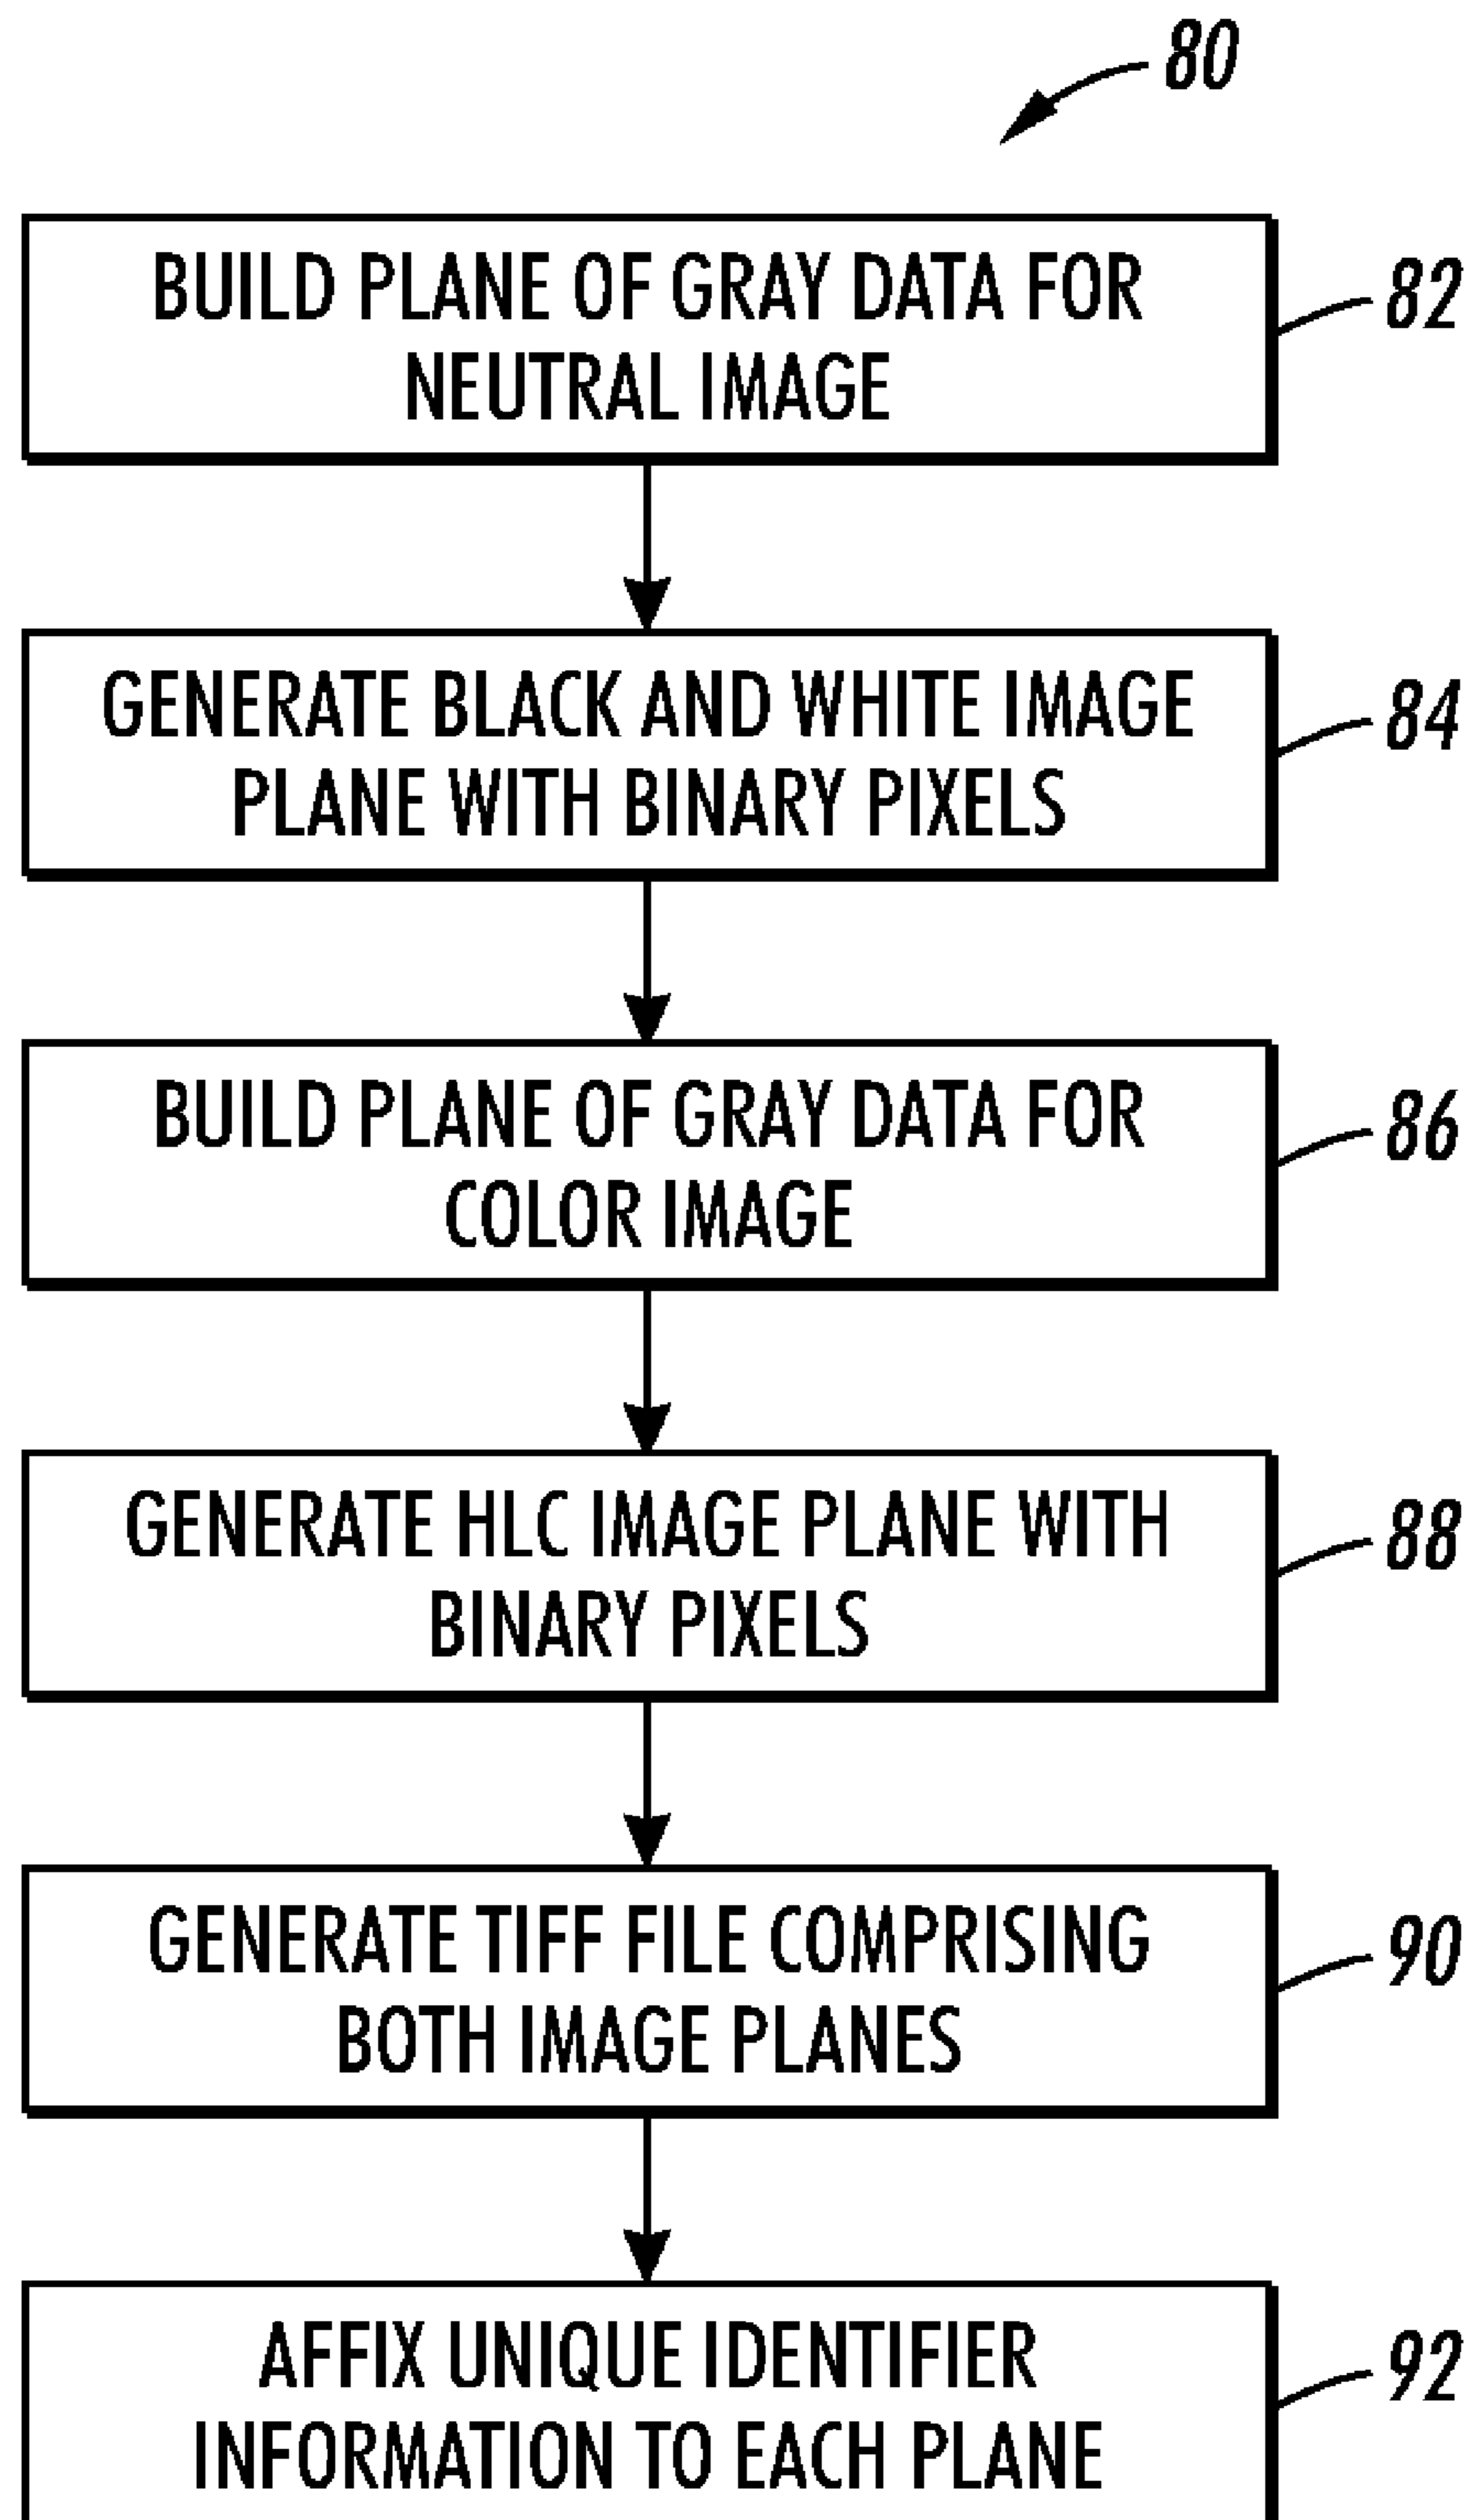 80
BUILD PLANE OF GRAY DATA FOR
NEUTRAL IMAGE
82
GENERATE BLACK AND WHITE IMAGE
PLANE WITH BINARY PIXELS
84
BUILD PLANE OF GRAY DATA FOR
COLOR IMAGE
86
GENERATE HLC IMAGE PLANE WITH
BINARY PIXELS
88
GENERATE TIFF FILE COMPRISING
BOTH IMAGE PLANES
90
AFFIX UNIQUE IDENTIFIER
INFORMATION TO EACH PLANE
92